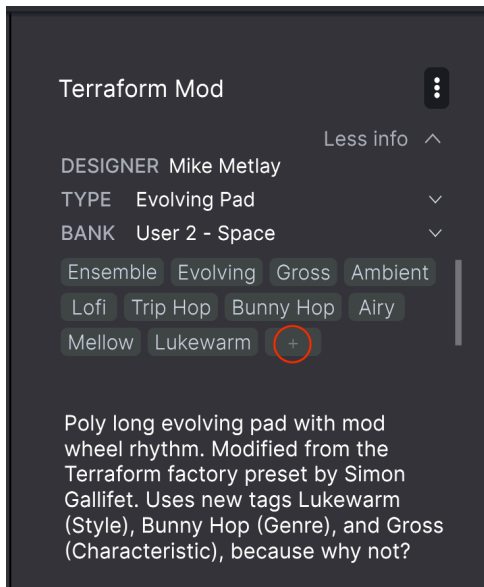 Terraform Mod
Less info
DESIGNER Mike Metlay
TYPE Evolving Pad
BANK User 2 - Space
Ensemble Evolving Gross Ambient
Lofi Trip Hop Bunny Hop Airy
Mellow Lukewarm +
Poly long evolving pad with mod
wheel rhythm. Modified from the
Terraform factory preset by Simon
Gallifet. Uses new tags Lukewarm
(Style), Bunny Hop (Genre), and Gross
(Characteristic), because why not?